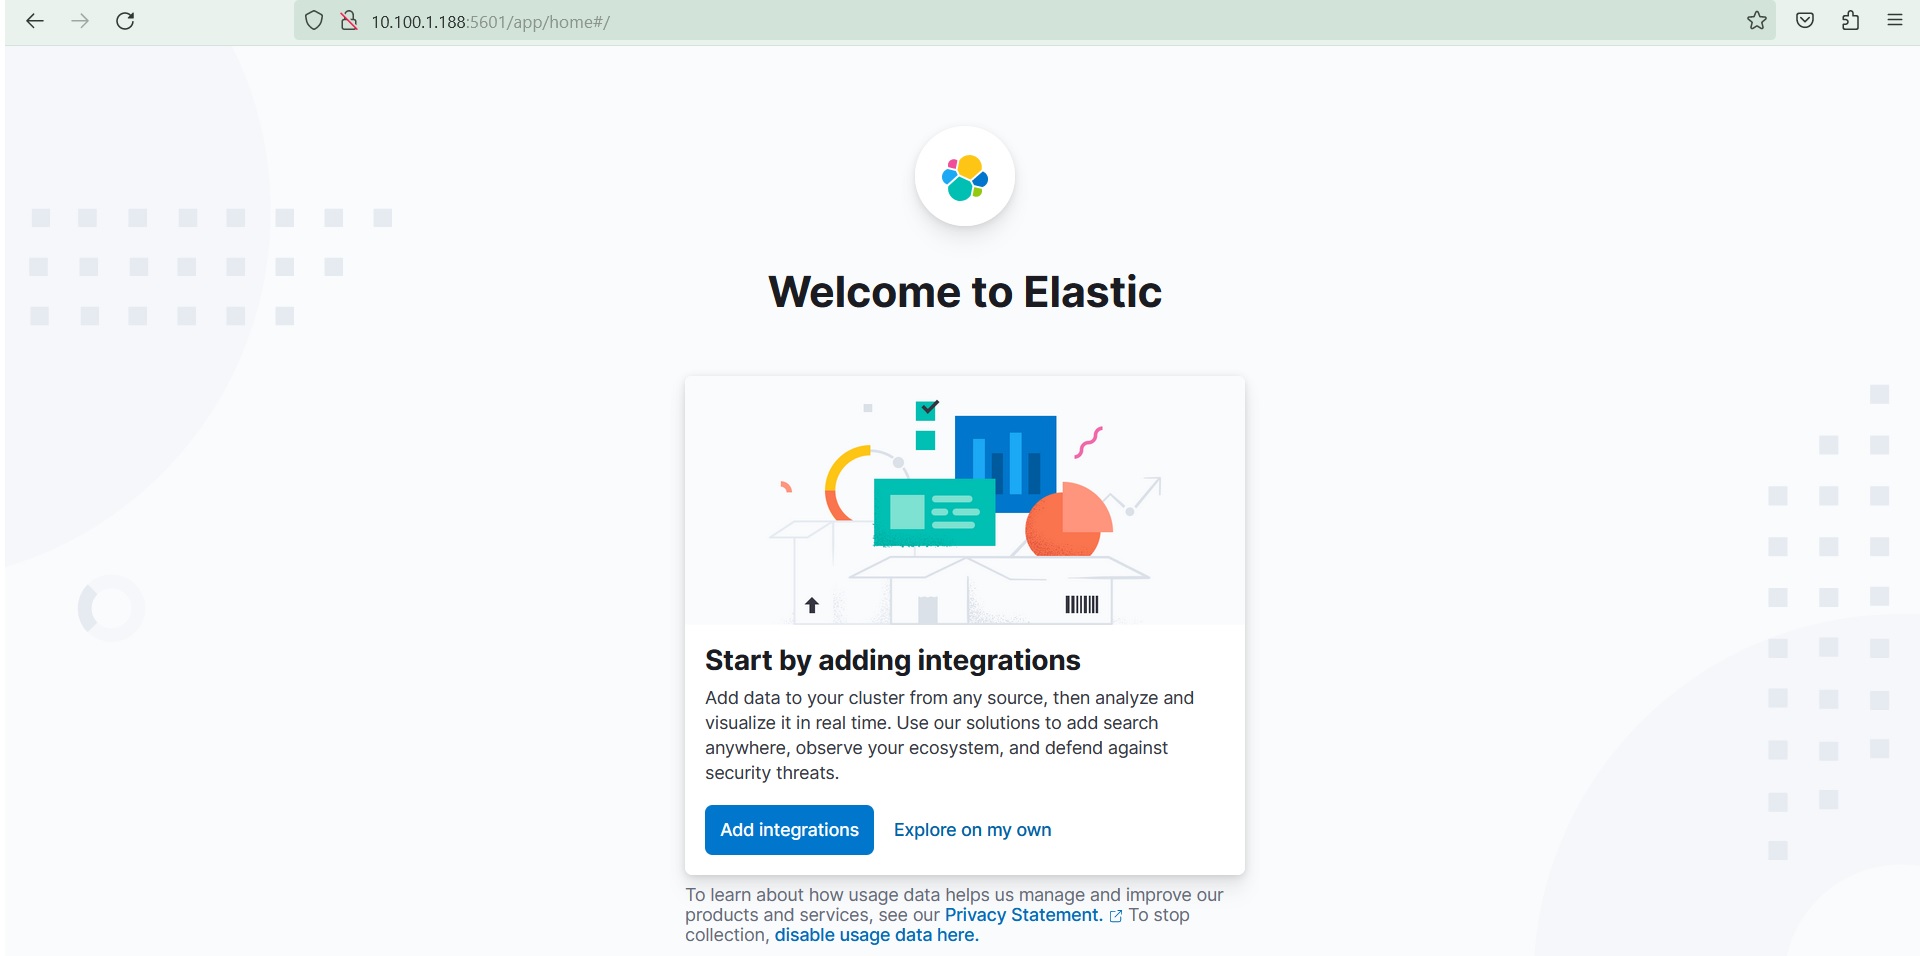 10.100.1.188:5601/app/home#/
Welcome to Elastic
Start by adding integrations
Add data to your cluster from any source, then analyze and
visualize it in real time. Use our solutions to add search
anywhere, observe your ecosystem, and defend against
security threats.
Add integrations
Explore on my own
To learn about how usage data helps us manage and improve our
products and services, see our Privacy Statement. To stop
collection, disable usage data here.